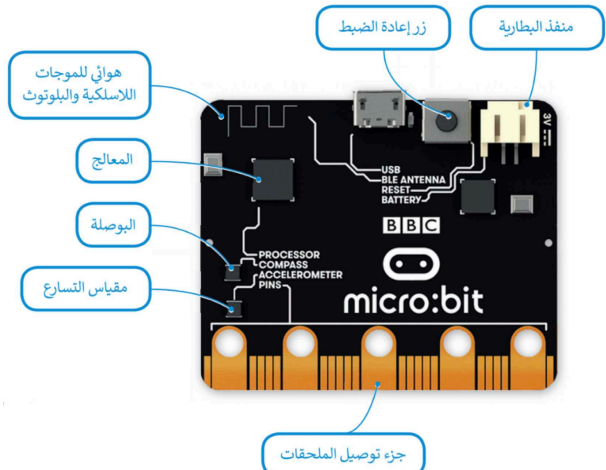 منفذ البطارية
زر إعادة الضبط
هوائي للموجات
اللاسلكية والبلوتوث
المعالج
البوصلة
مقياس التسارع
جزء توصيل الملحقات
3V
USB
BLE ANTENNA
RESET
BATTERY
BBC
PROCESSOR
COMPASS
ACCELEROMETER
PINS
micro:bit